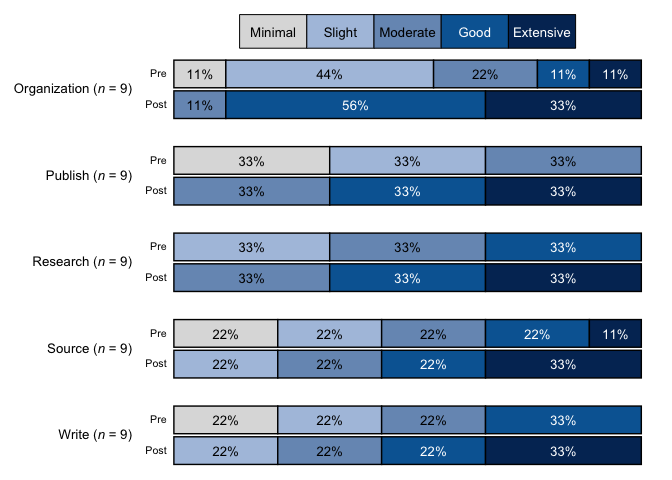 Minimal Slight Moderate Good Extensive
Pre 11% 44% 22% 11% 11%
Organization (n = 9)
Post 11% 56% 33%
Pre 33% 33% 33%
Publish (n = 9)
Post 33% 33% 33%
Pre 33% 33% 33%
Research (n = 9)
Post 33% 33% 33%
Pre 22% 22% 22% 22% 11%
Source (n = 9)
Post 22% 22% 22% 33%
Pre 22% 22% 22% 33%
Write (n = 9)
Post 22% 22% 22% 33%